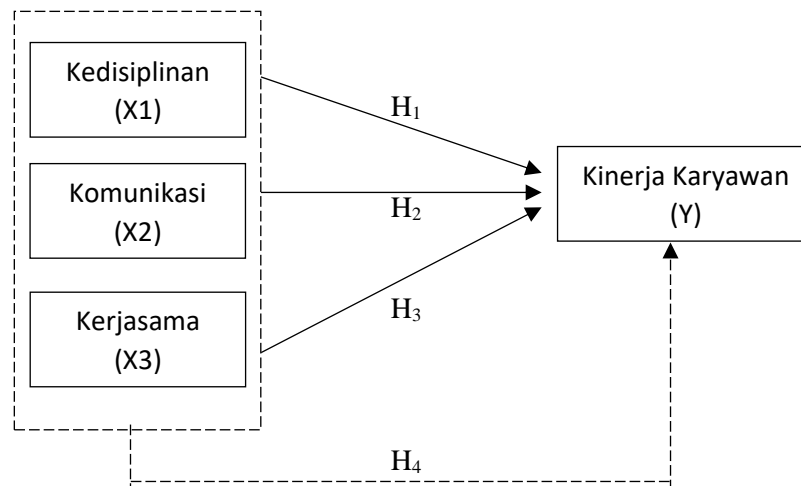 Kedisiplinan
(X1)
H₁
Komunikasi
(X2)
H₂
Kinerja Karyawan
(Y)
Kerjasama
(X3)
H₃
H₄